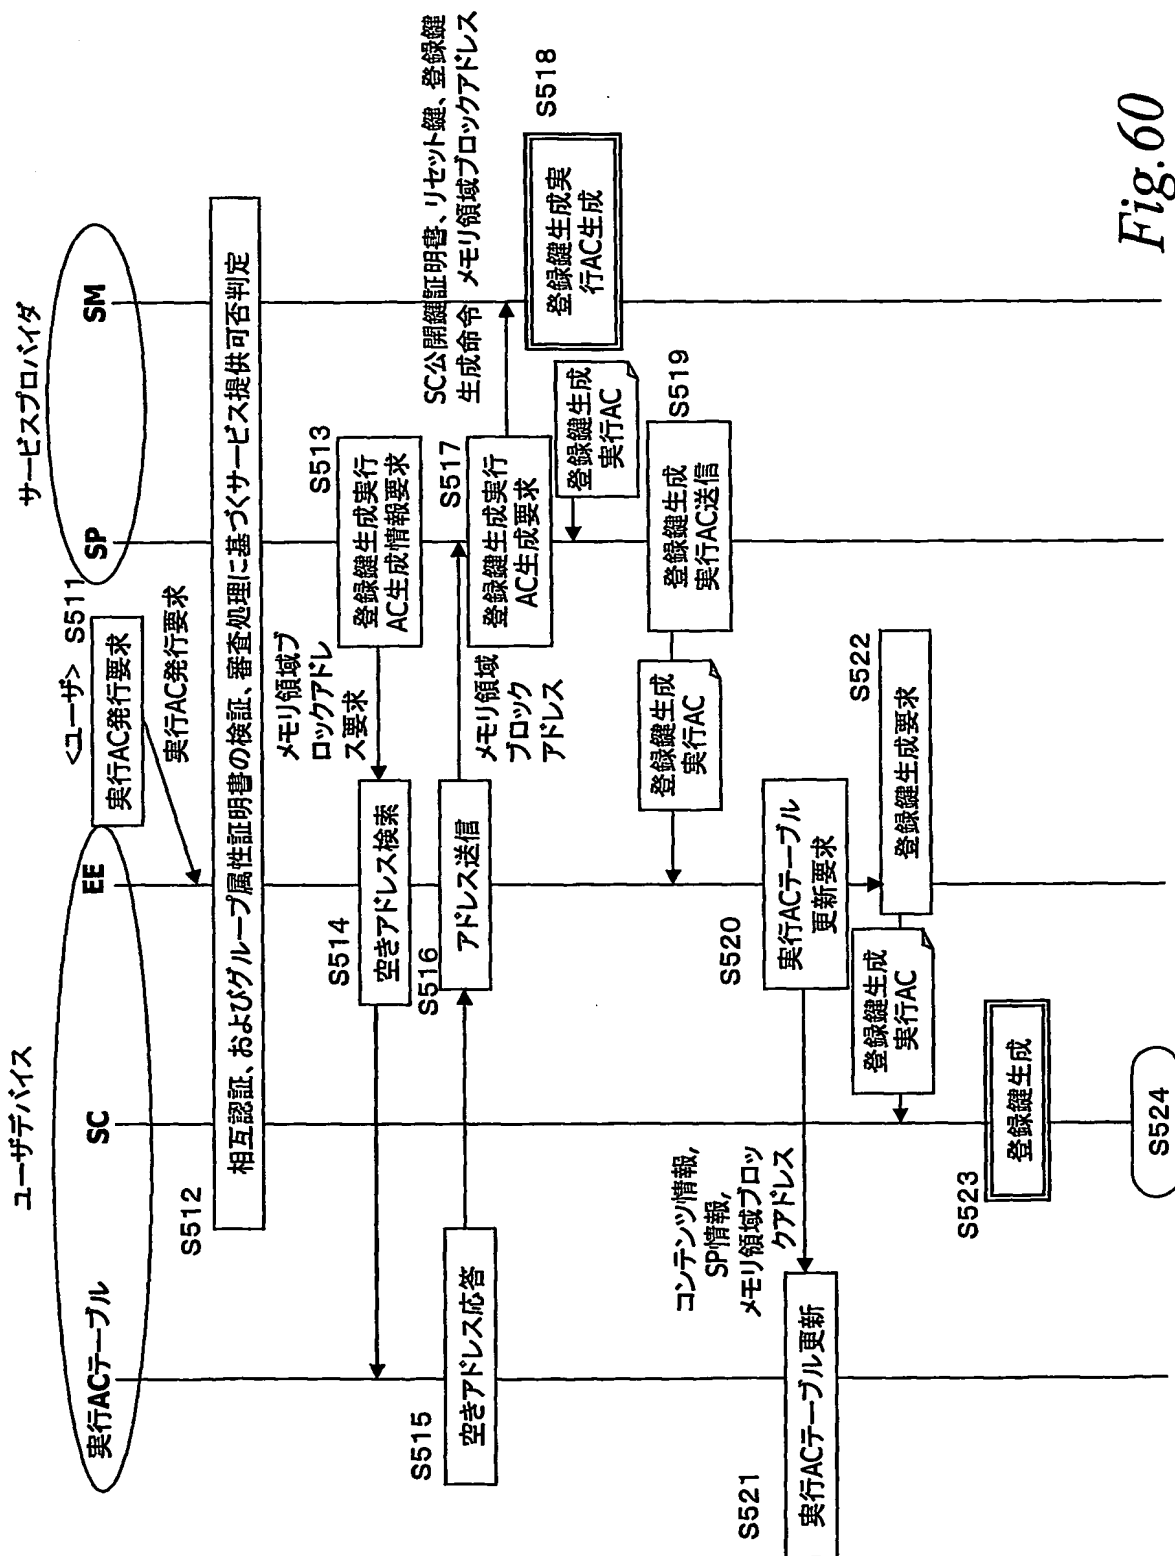 ユーザデバイス
サービスプロバイダ
実行ACテーブル
SC
EE
SP
SM
<ユーザ> S511
実行AC発行要求
実行AC発行要求
S512
相互認証、およびグループ属性証明書の検証、審査処理に基づくサービス提供可否判定
S513
登録鍵生成実行
AC生成情報要求
メモリ領域ブ
ロックアドレ
ス要求
S514
空きアドレス検索
S515
空きアドレス応答
S516
アドレス送信
メモリ領域
ブロック
アドレス
S517
登録鍵生成実行
AC生成要求
SC公開鍵証明書、リセット鍵、登録鍵
生成命令 メモリ領域ブロックアドレス
S518
登録鍵生成実
行AC生成
登録鍵生成
実行AC
S519
登録鍵生成
実行AC送信
登録鍵生成
実行AC
S520
実行ACテーブル
更新要求
コンテンツ情報,
SP情報,
メモリ領域ブロッ
クアドレス
S521
実行ACテーブル更新
S522
登録鍵生成要求
登録鍵生成
実行AC
S523
登録鍵生成
S524
Fig.60